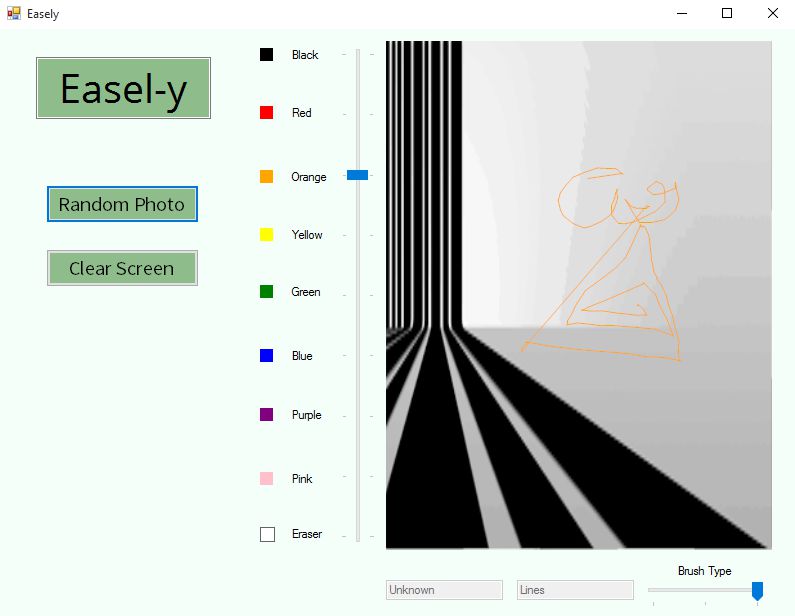 Easely
Easel-y
Random Photo
Clear Screen
Black
Red
Orange
Yellow
Green
Blue
Purple
Pink
Eraser
Brush Type
Unknown
Lines